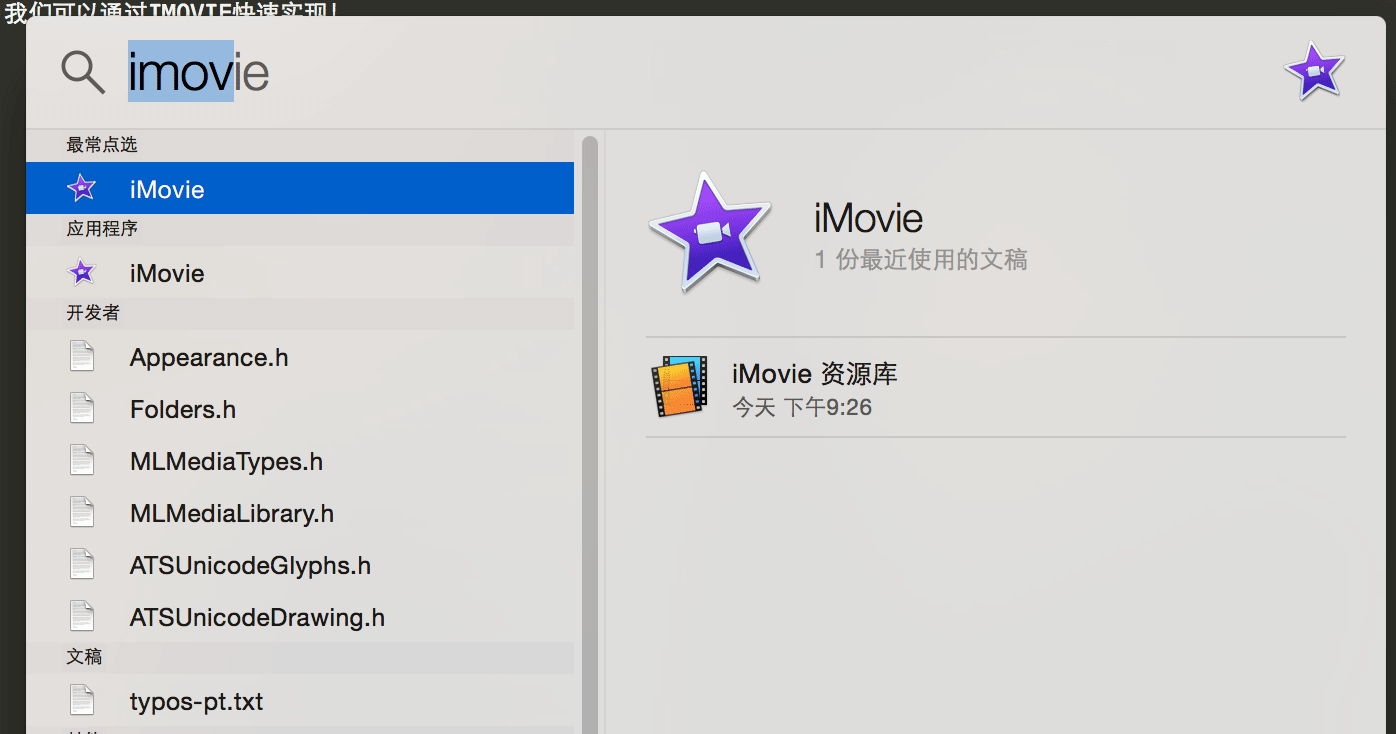 我们可以通过IMOVIE快速实现！
imovie
最常点选
iMovie
应用程序
iMovie
开发者
Appearance.h
Folders.h
MLMediaTypes.h
MLMediaLibrary.h
ATSUnicodeGlyphs.h
ATSUnicodeDrawing.h
文稿
typos-pt.txt
iMovie
1 份最近使用的文稿
iMovie 资源库
今天 下午9:26